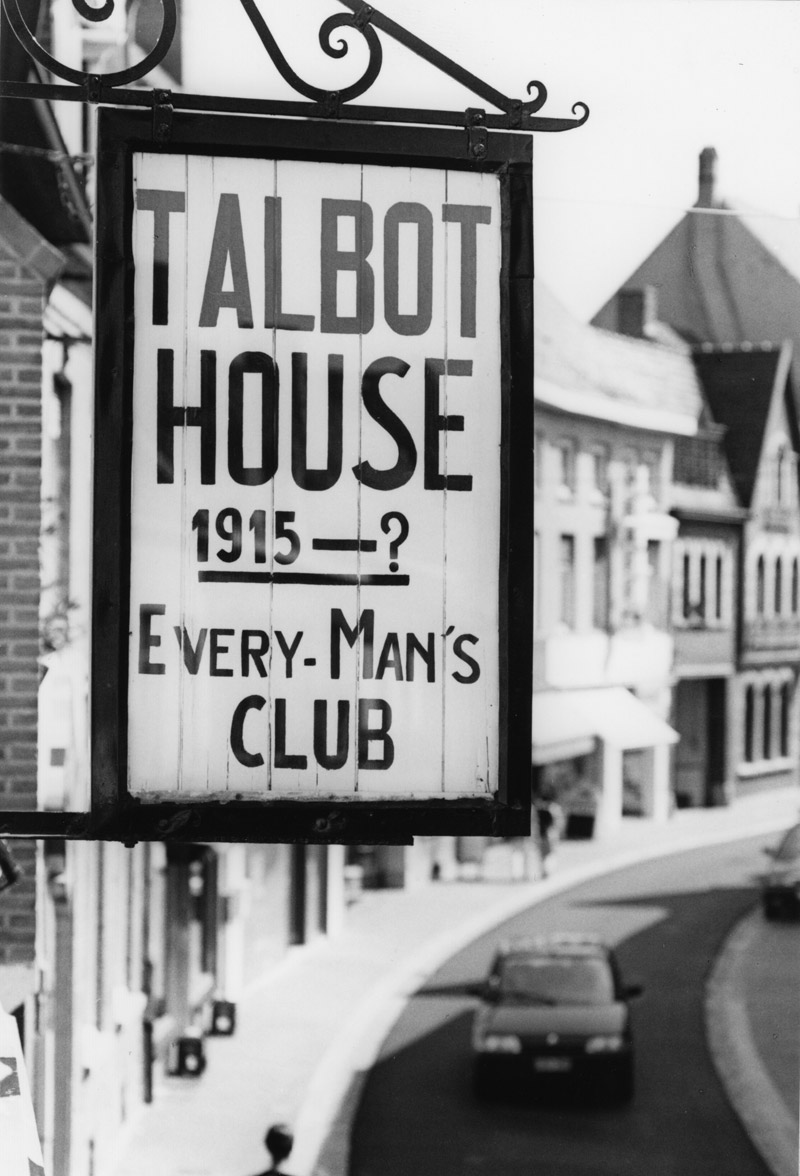 TALBOT
HOUSE
1915—?
EVERY-MAN'S
CLUB